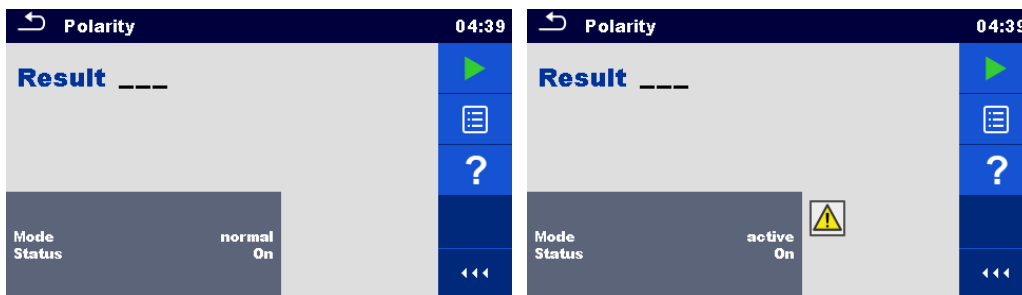 Polarity 04:39
Result ___
?
Mode normal
Status On
Polarity 04:39
Result ___
?
Mode active
Status On